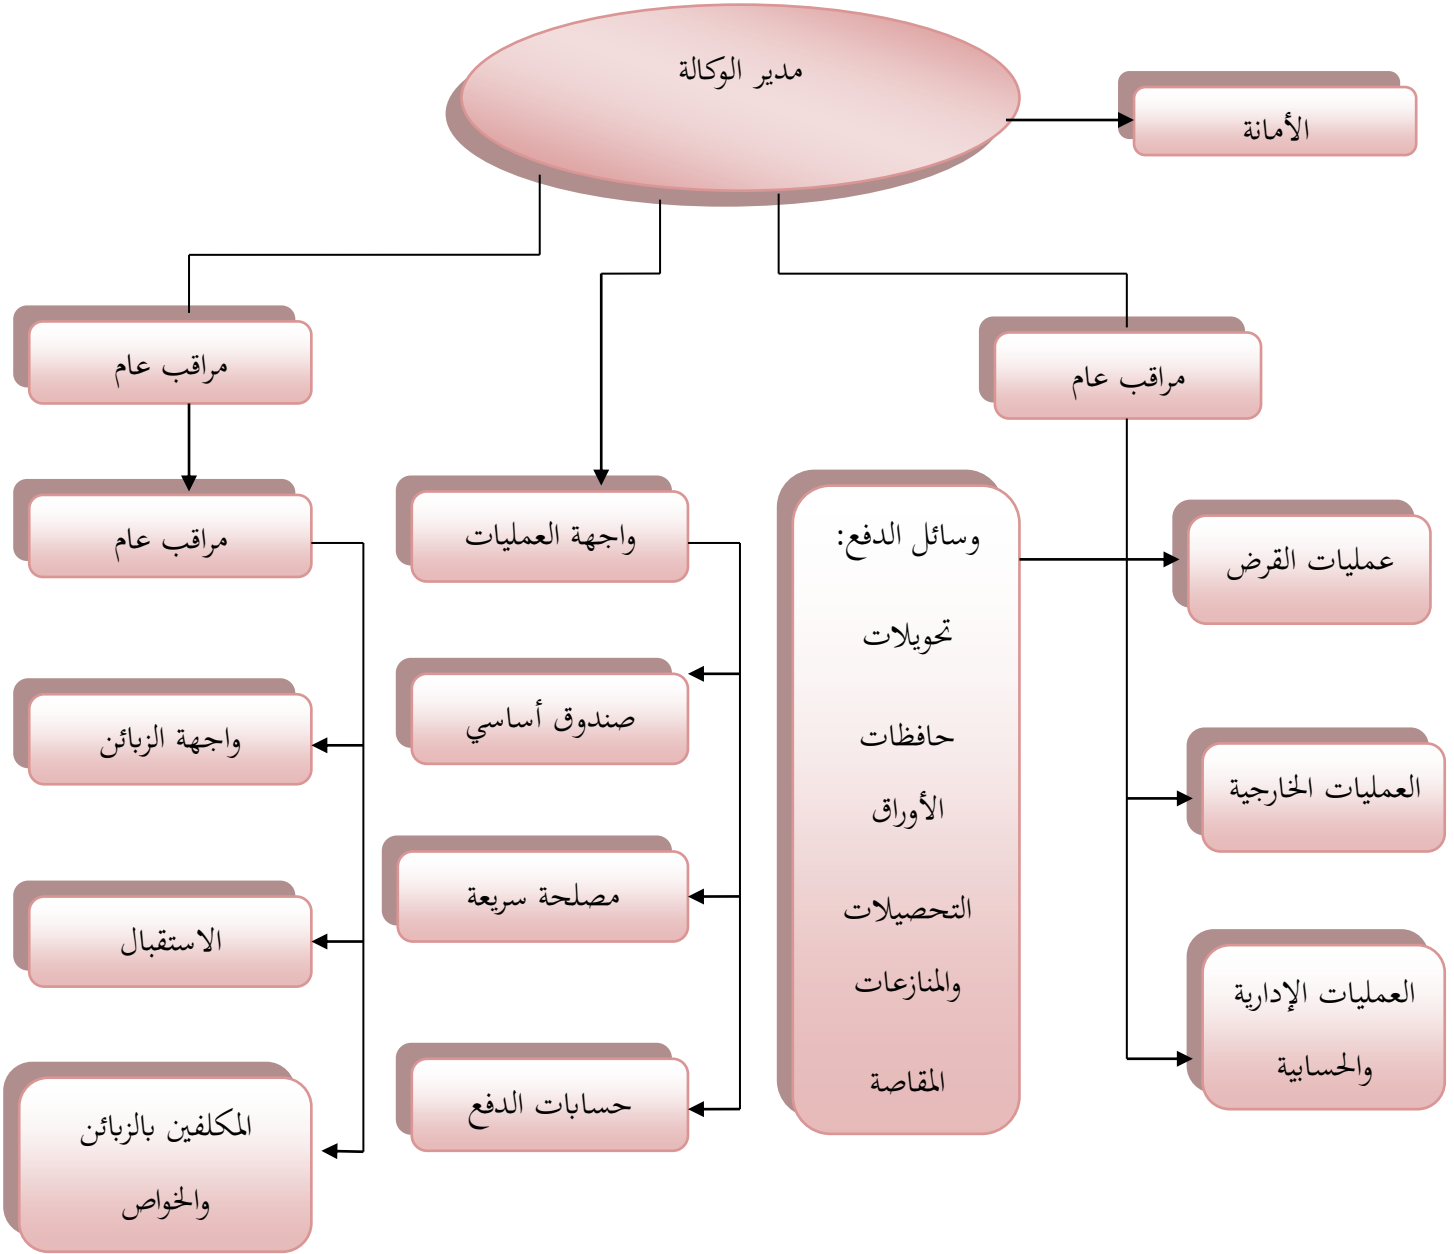 مدير الوكالة
الأمانة
مراقب عام
مراقب عام
مراقب عام
واجهة العمليات
وسائل الدفع:
تحويلات
حافظات
الأوراق
التحصيلات
والمنازعات
المقاصة
عمليات القرض
العمليات الخارجية
العمليات الإدارية
والحسابية
صندوق أساسي
مصلحة سريعة
حسابات الدفع
واجهة الزبائن
الاستقبال
المكلفين بالزبائن
والخواص